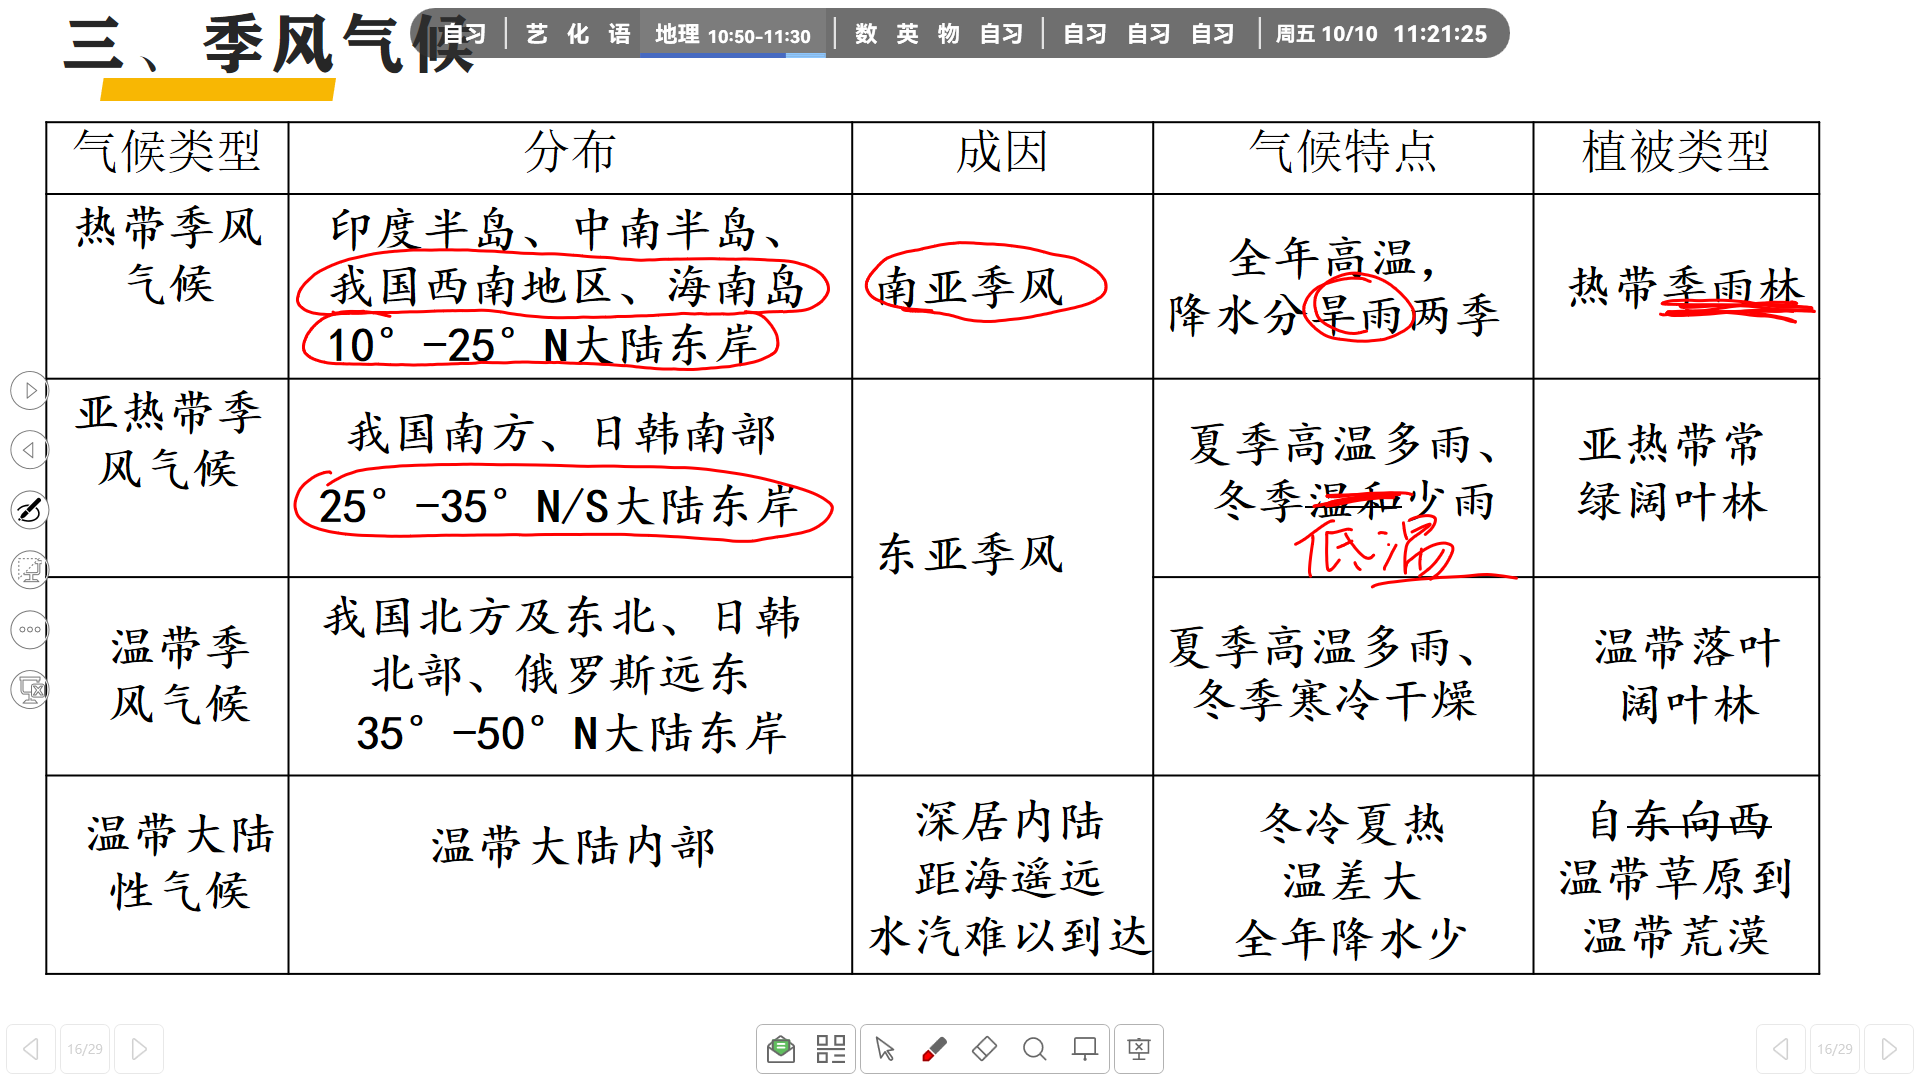 三、季风气候
自习 | 艺 化 语 地理 10:50-11:30 | 数 英 物 自习 | 自习 自习 自习 | 周五 10/10 11:21:25
气候类型 分布 成因 气候特点 植被类型
热带季风
气候
印度半岛、中南半岛、
我国西南地区、海南岛
10°-25°N大陆东岸
南亚季风
全年高温,
降水分旱雨两季
热带季雨林
亚热带季
风气候
我国南方、日韩南部
25°-35°N/S大陆东岸
东亚季风
夏季高温多雨、
冬季温和少雨
低温
亚热带常
绿阔叶林
温带季
风气候
我国北方及东北、日韩
北部、俄罗斯远东
35°-50°N大陆东岸
夏季高温多雨、
冬季寒冷干燥
温带落叶
阔叶林
温带大陆
性气候
温带大陆内部
深居内陆
距海遥远
水汽难以到达
冬冷夏热
温差大
全年降水少
自东向西
温带草原到
温带荒漠
16/29
16/29